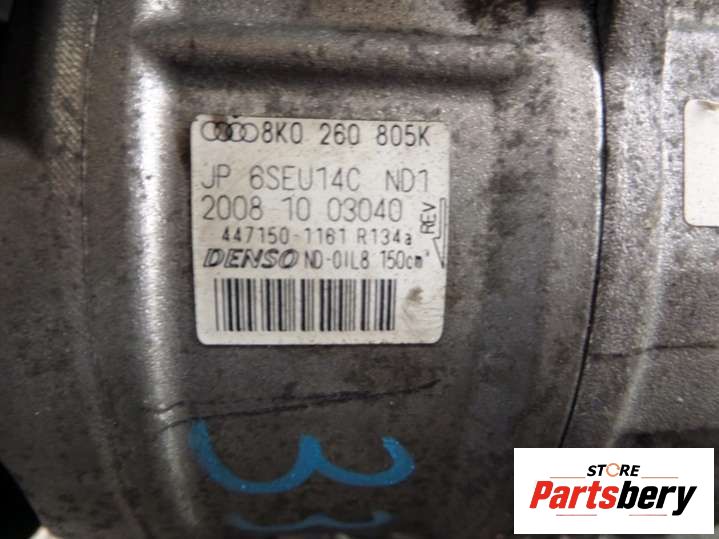 8K0 260 805K
JP 6SEU14C ND1
2008 10 03040
447150-1161 R134a
REV
DENSO ND-OIL8 150cm³
STORE
Partsbery